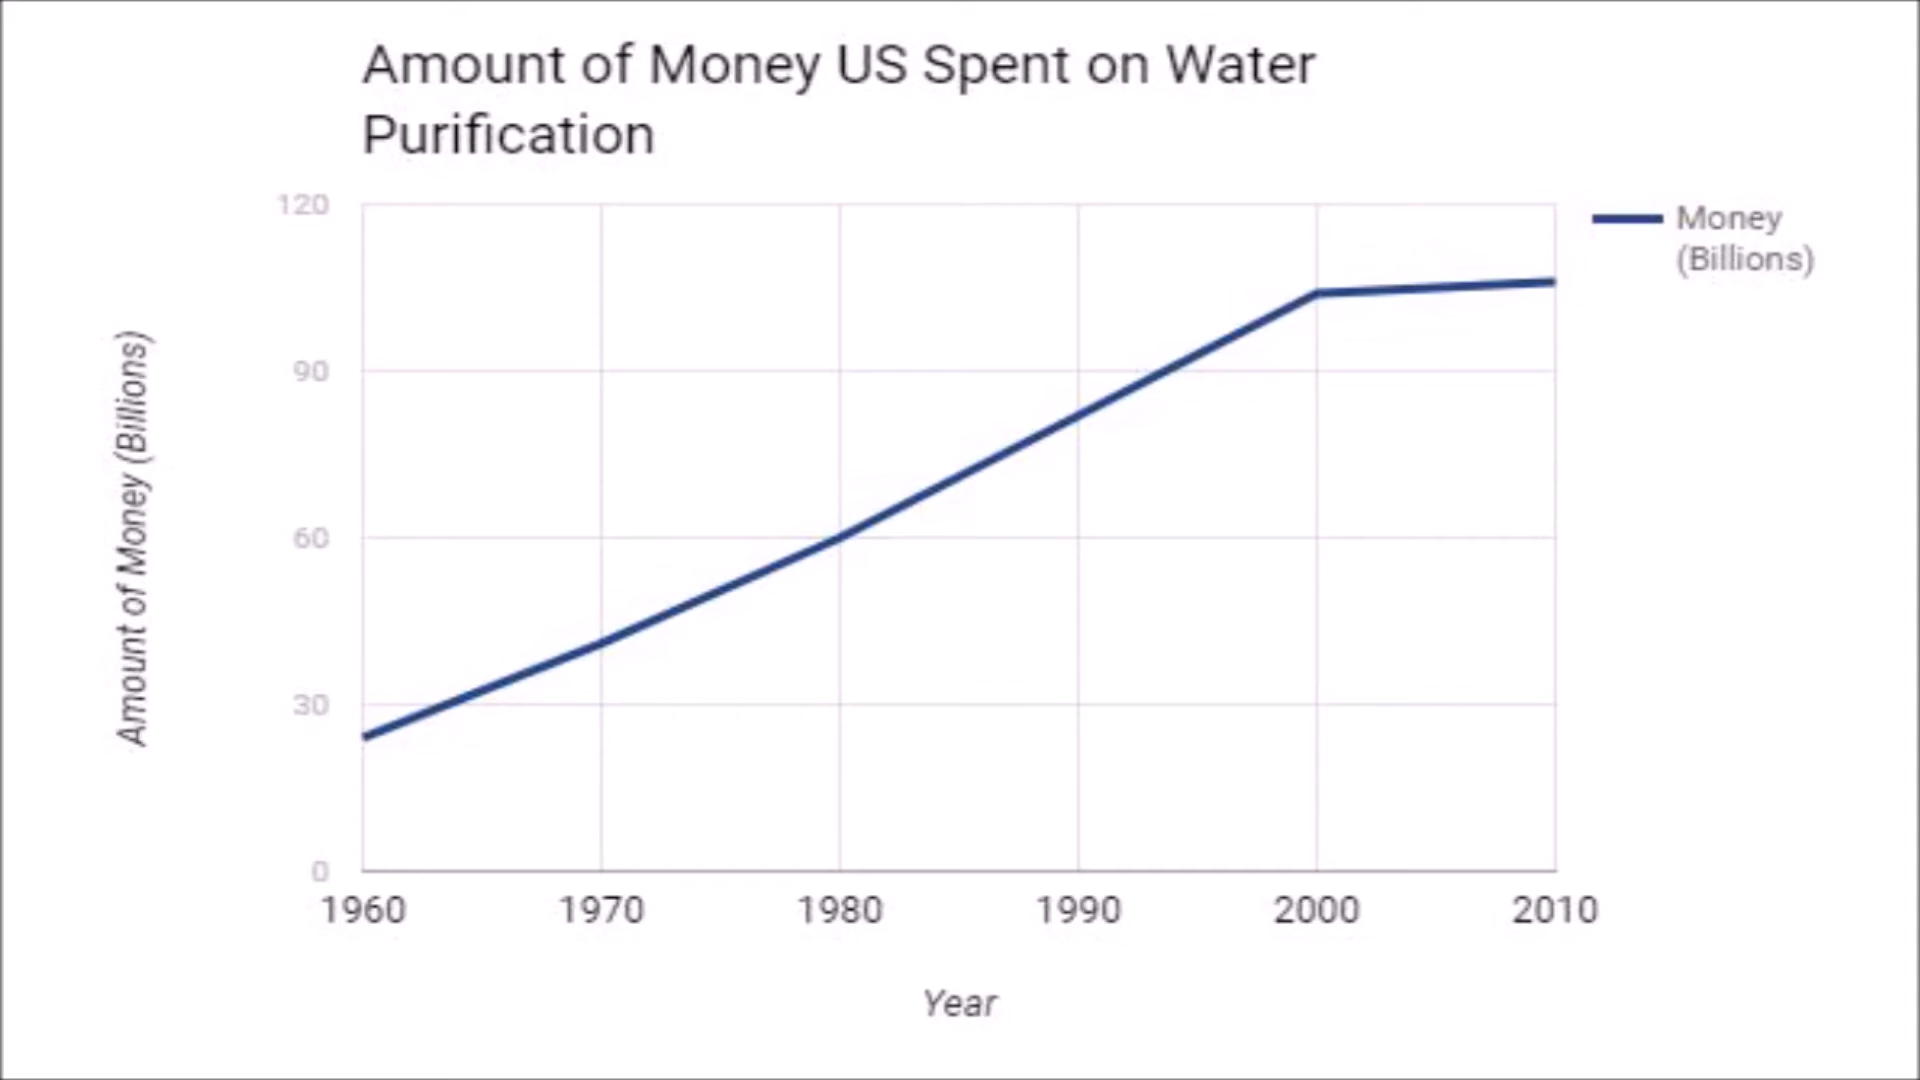 Amount of Money US Spent on Water
Purification
120
90
60
30
0
Amount of Money (Billions)
Money
(Billions)
1960 1970 1980 1990 2000 2010
Year